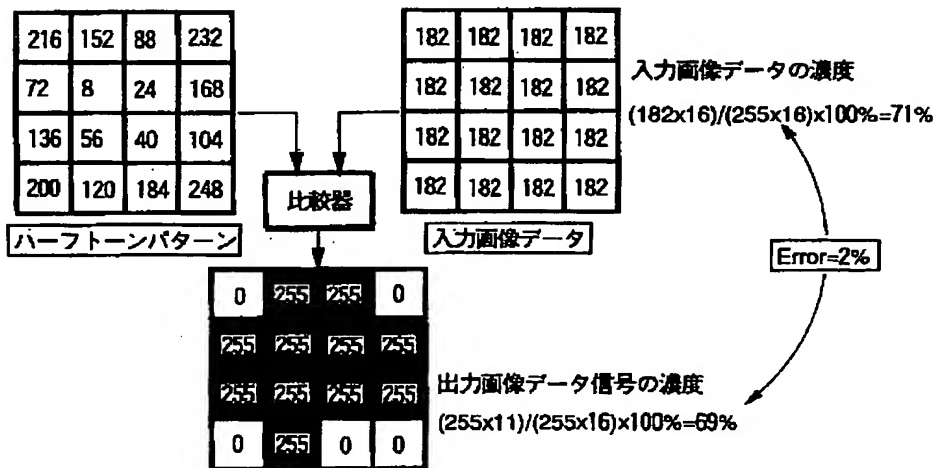 216 152 88 232
72 8 24 168
136 56 40 104
200 120 184 248
ハーフトーンパターン
182 182 182 182
182 182 182 182
182 182 182 182
182 182 182 182
入力画像データ
入力画像データの濃度
(182x16)/(255x16)x100%=71%
比較器
Error=2%
0 255 255 0
255 255 255 255
255 255 255 255
0 255 0 0
出力画像データ信号の濃度
(255x11)/(255x16)x100%=69%